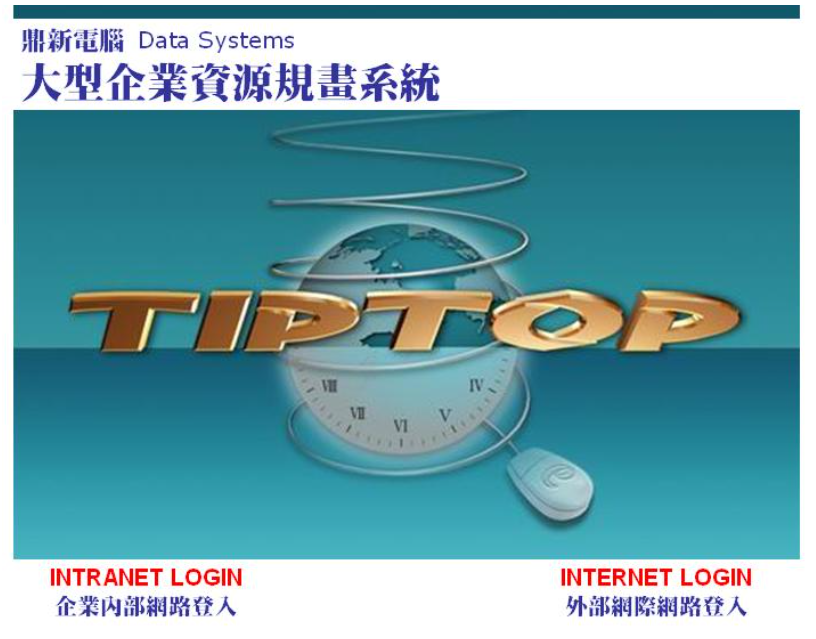 鼎新電腦 Data Systems
大型企業資源規畫系統
TIPTOP
VIII IV
VII V
VI
INTRANET LOGIN INTERNET LOGIN
企業內部網路登入 外部網際網路登入